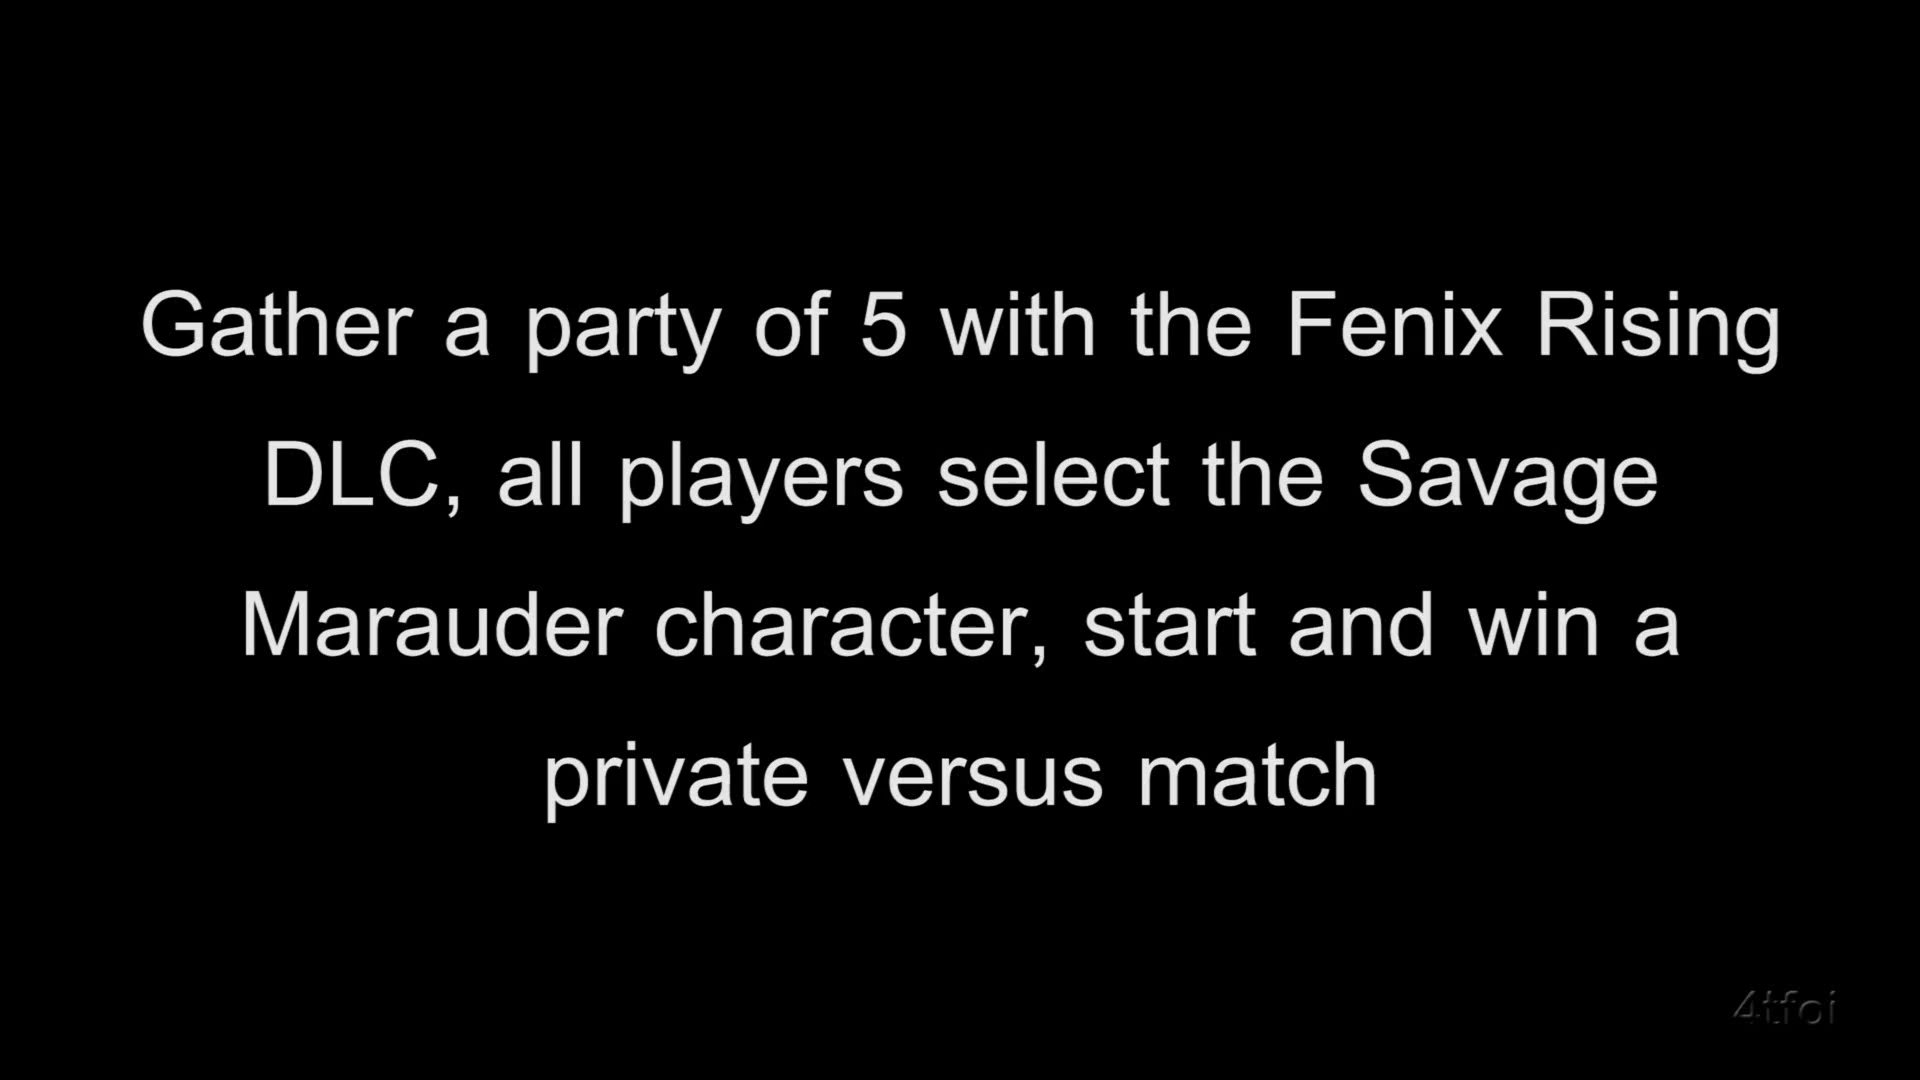 Gather a party of 5 with the Fenix Rising
DLC, all players select the Savage
Marauder character, start and win a
private versus match
4tfoi